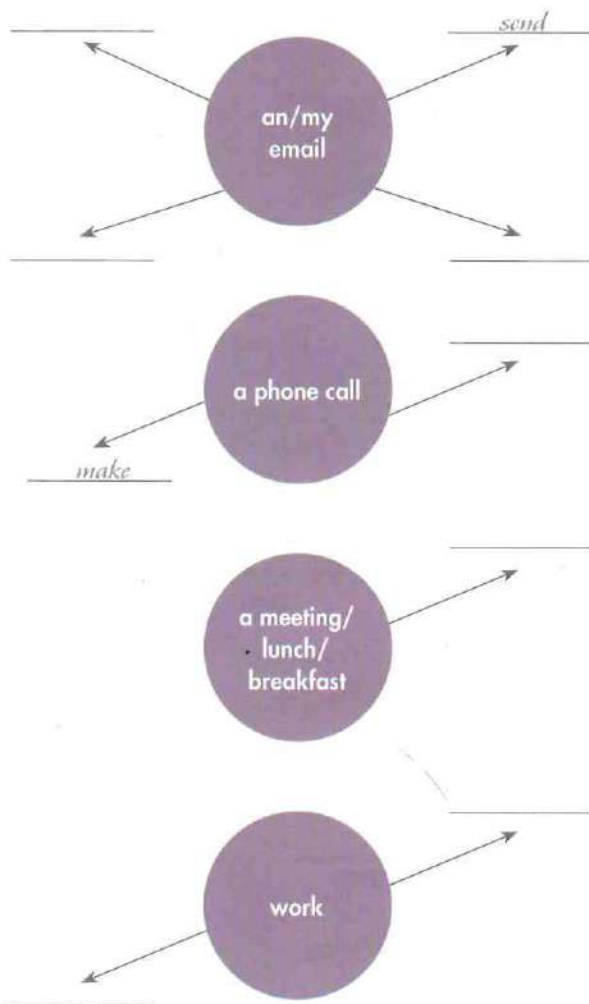 send
an/my
email
a phone call
make
a meeting/
lunch/
breakfast
work